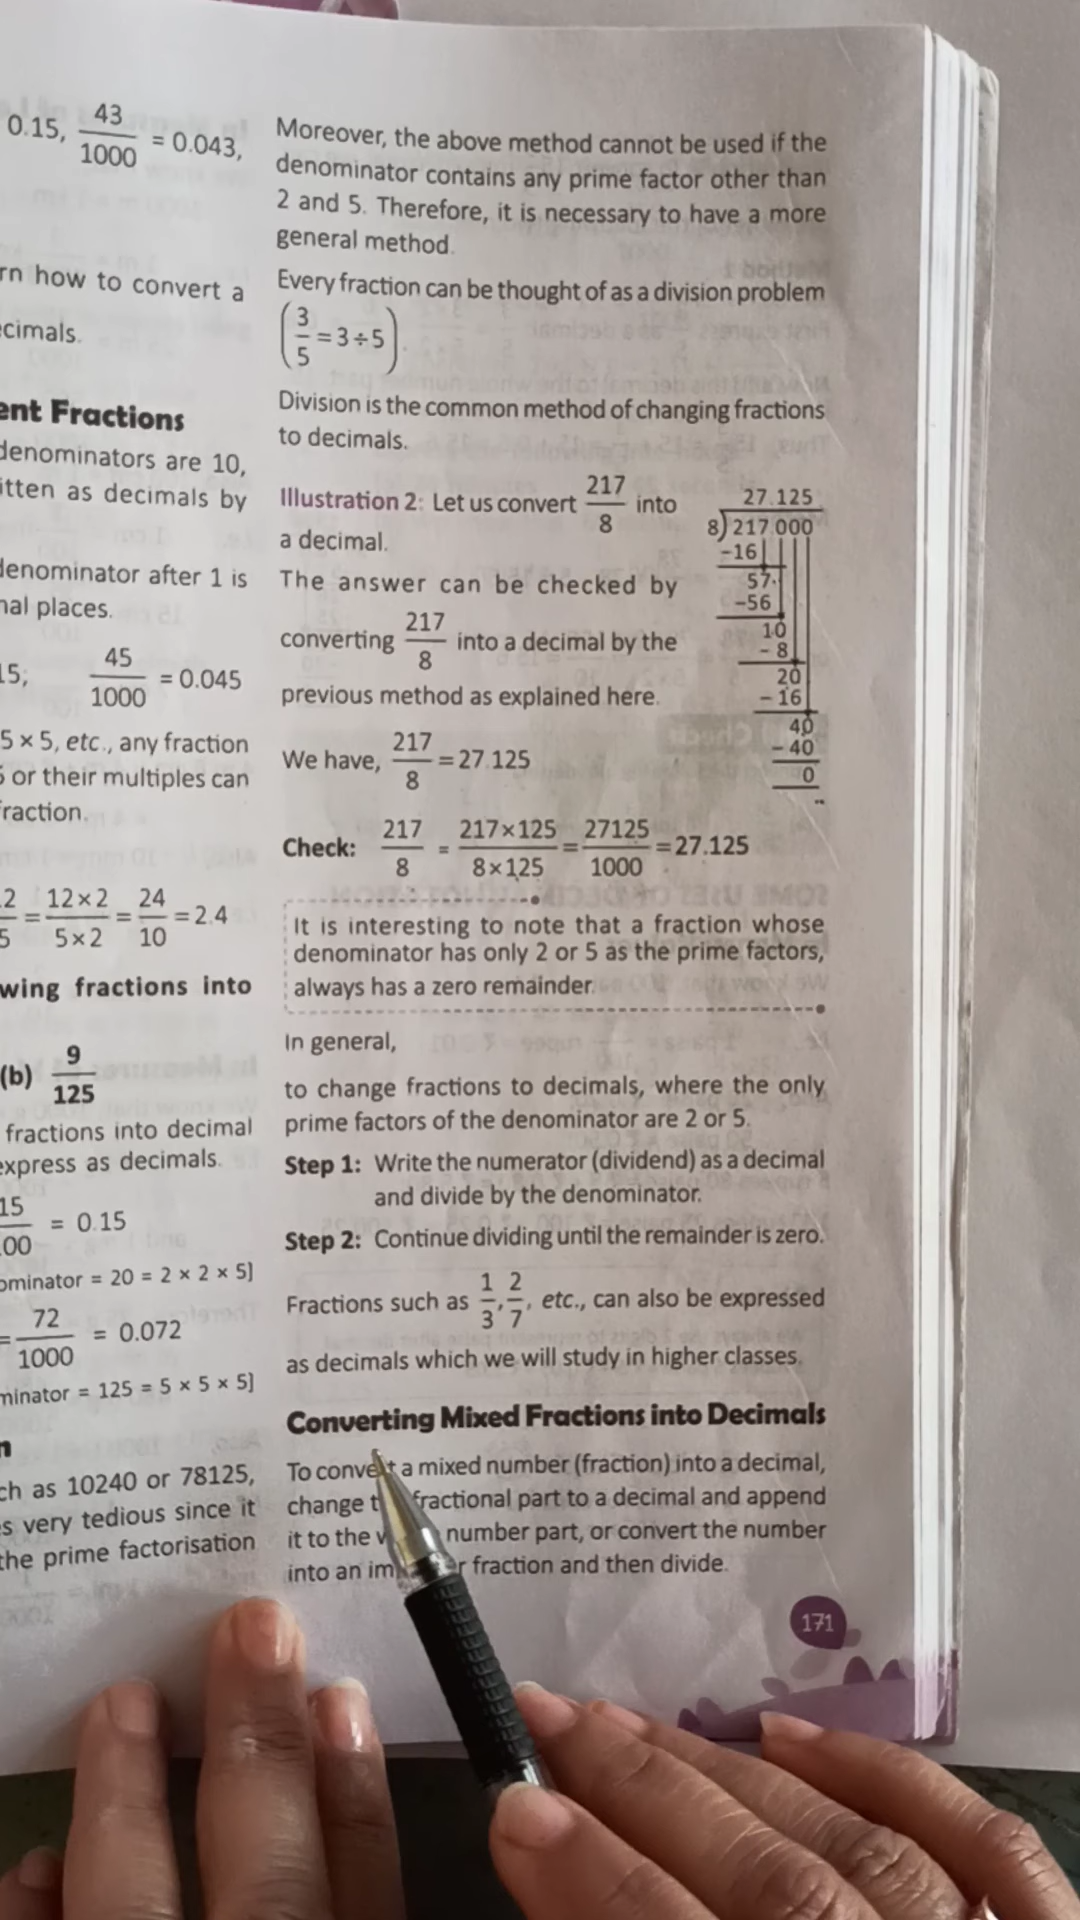 0.15, 43/1000 = 0.043,
how to convert a
ent Fractions
denominators are 10,
as decimals by
denominator after 1 is
places.
45/1000 = 0.045
5 × 5, etc., any fraction
or their multiples can
= 12×2/5×2 = 24/10 = 2.4
fractions into
(b) 9/125
fractions into decimal
express as decimals.
= 0.15
= 20 = 2 × 2 × 5]
= 72/1000 = 0.072
= 125 = 5 × 5 × 5]
as 10240 or 78125,
very tedious since it
the prime factorisation
Moreover, the above method cannot be used if the
denominator contains any prime factor other than
2 and 5. Therefore, it is necessary to have a more
general method.
Every fraction can be thought of as a division problem
(3/5 = 3 ÷ 5).
Division is the common method of changing fractions
to decimals.
Illustration 2: Let us convert 217/8 into
a decimal.
The answer can be checked by
converting 217/8 into a decimal by the
previous method as explained here.
27.125
8)217.000
−16
57
−56
10
− 8
20
− 16
40
− 40
0
We have, 217/8 = 27.125
Check: 217/8 = 217×125/8×125 = 27125/1000 = 27.125
It is interesting to note that a fraction whose
denominator has only 2 or 5 as the prime factors,
always has a zero remainder.
In general,
to change fractions to decimals, where the only
prime factors of the denominator are 2 or 5.
Step 1: Write the numerator (dividend) as a decimal
and divide by the denominator.
Step 2: Continue dividing until the remainder is zero.
Fractions such as 1/3, 2/7, etc., can also be expressed
as decimals which we will study in higher classes.
Converting Mixed Fractions into Decimals
To convert a mixed number (fraction) into a decimal,
change fractional part to a decimal and append
it to the number part, or convert the number
into an fraction and then divide.
171